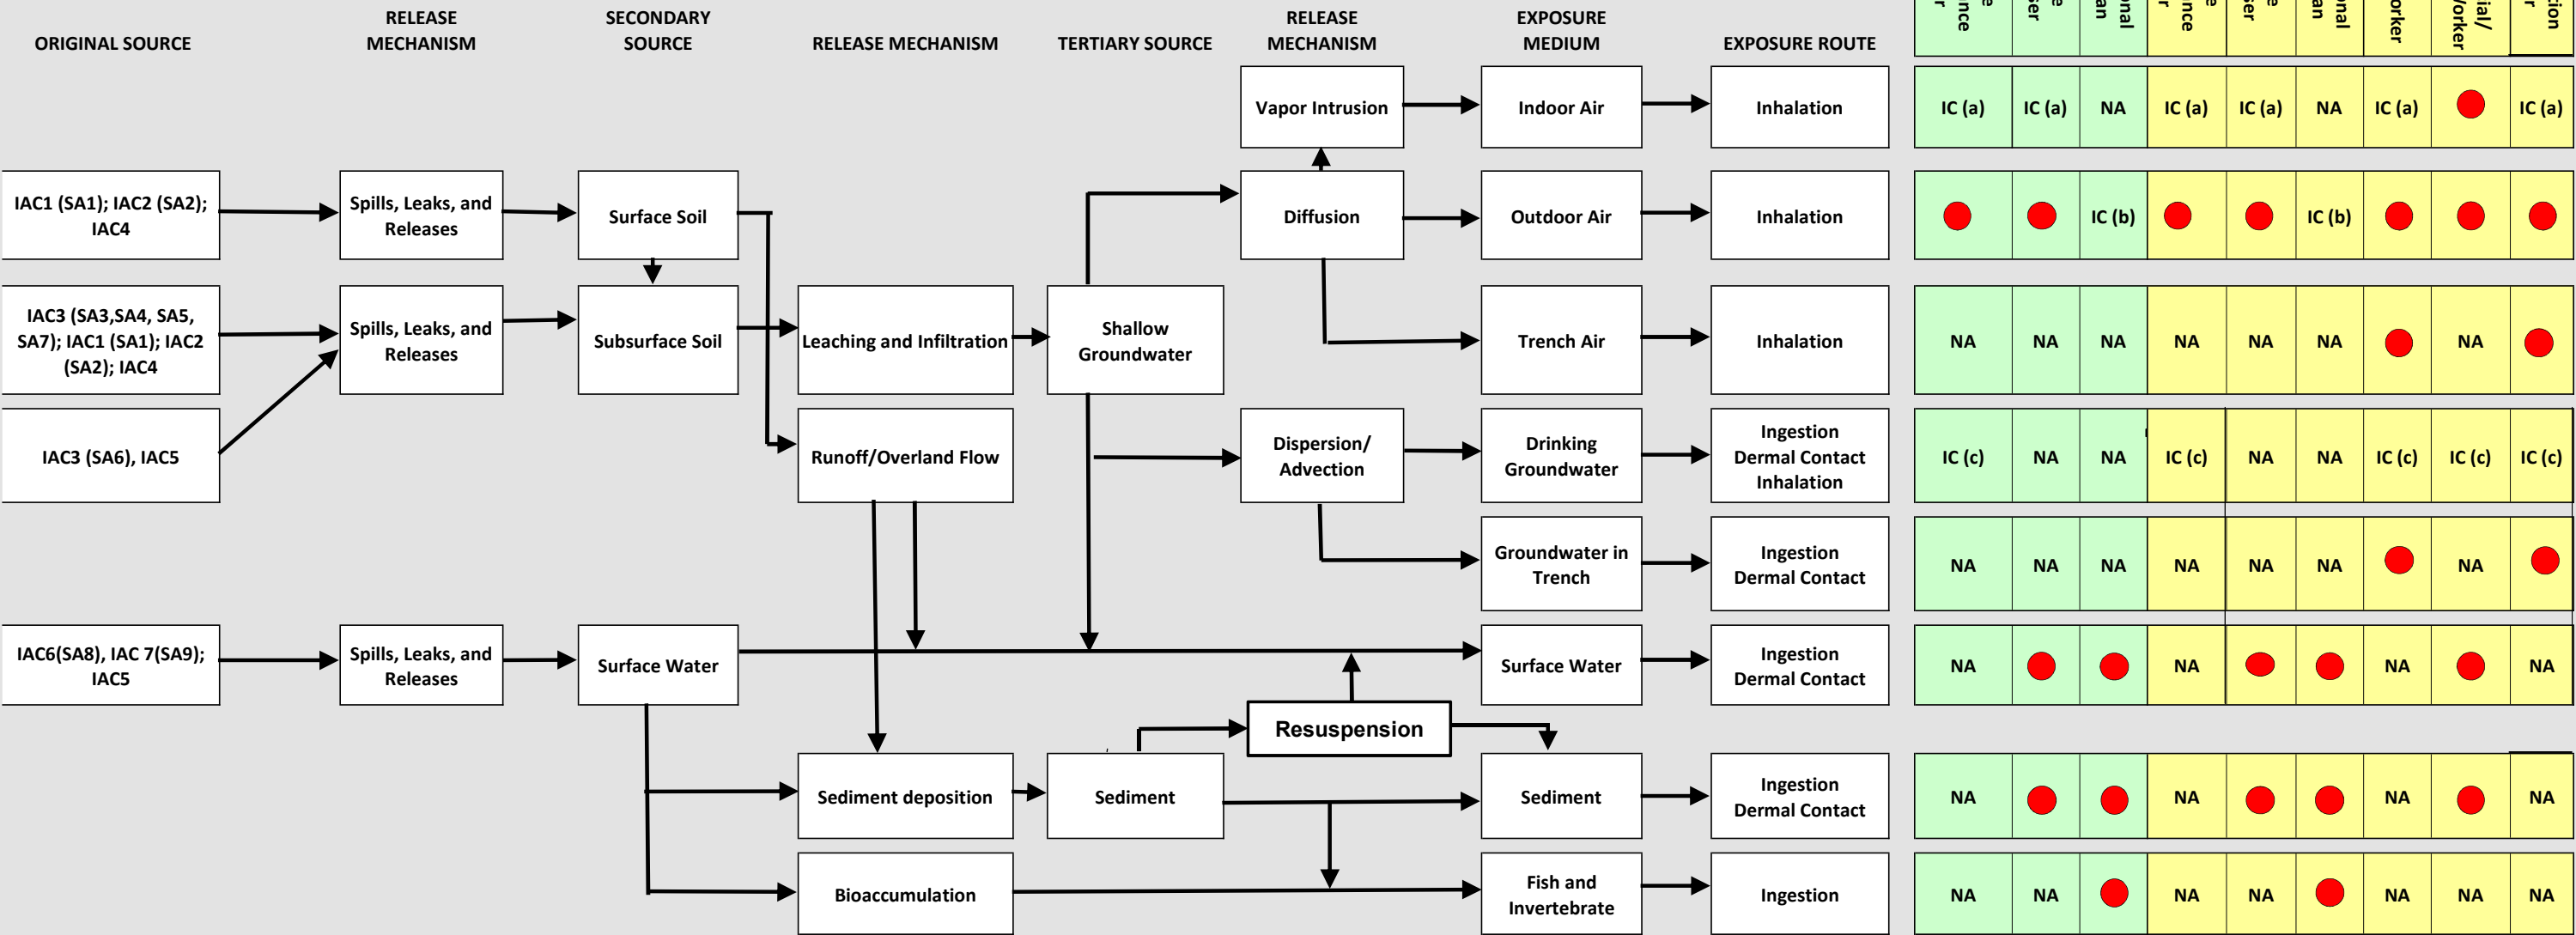 ORIGINAL SOURCE
RELEASE
MECHANISM
SECONDARY
SOURCE
RELEASE MECHANISM
TERTIARY SOURCE
RELEASE
MECHANISM
EXPOSURE
MEDIUM
EXPOSURE ROUTE
Vapor Intrusion
Indoor Air
Inhalation
IC (a)
IC (a)
NA
IC (a)
IC (a)
NA
IC (a)
IC (a)
IAC1 (SA1); IAC2 (SA2);
IAC4
Spills, Leaks, and
Releases
Surface Soil
Diffusion
Outdoor Air
Inhalation
IC (b)
IC (b)
IAC3 (SA3,SA4, SA5,
SA7); IAC1 (SA1); IAC2
(SA2); IAC4
Spills, Leaks, and
Releases
Subsurface Soil
Leaching and Infiltration
Shallow
Groundwater
Trench Air
Inhalation
NA
NA
NA
NA
NA
NA
NA
IAC3 (SA6), IAC5
Runoff/Overland Flow
Dispersion/
Advection
Drinking
Groundwater
Ingestion
Dermal Contact
Inhalation
IC (c)
NA
NA
IC (c)
NA
NA
IC (c)
IC (c)
IC (c)
Groundwater in
Trench
Ingestion
Dermal Contact
NA
NA
NA
NA
NA
NA
NA
IAC6(SA8), IAC 7(SA9);
IAC5
Spills, Leaks, and
Releases
Surface Water
Surface Water
Ingestion
Dermal Contact
NA
NA
NA
NA
Resuspension
Sediment deposition
Sediment
Sediment
Ingestion
Dermal Contact
NA
NA
NA
NA
Bioaccumulation
Fish and
Invertebrate
Ingestion
NA
NA
NA
NA
NA
NA
NA